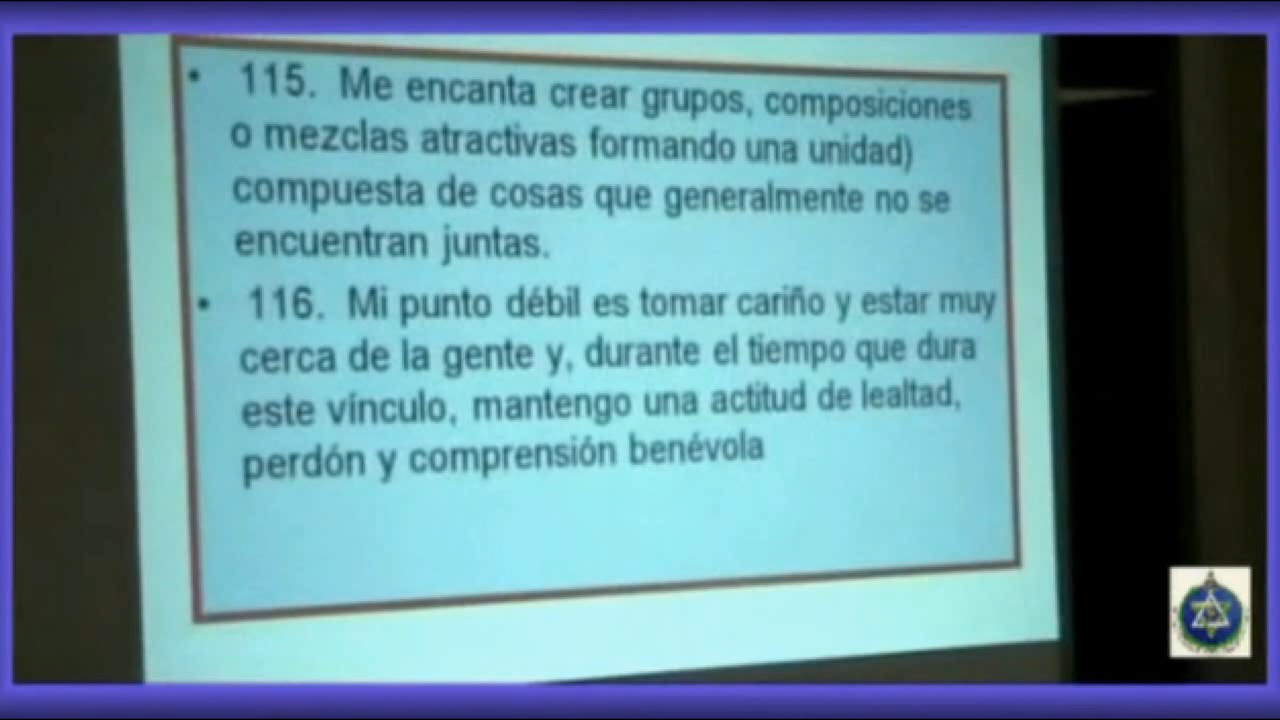 • 115. Me encanta crear grupos, composiciones
o mezclas atractivas formando una unidad)
compuesta de cosas que generalmente no se
encuentran juntas.
• 116. Mi punto débil es tomar cariño y estar muy
cerca de la gente y, durante el tiempo que dura
este vínculo, mantengo una actitud de lealtad,
perdón y comprensión benévola